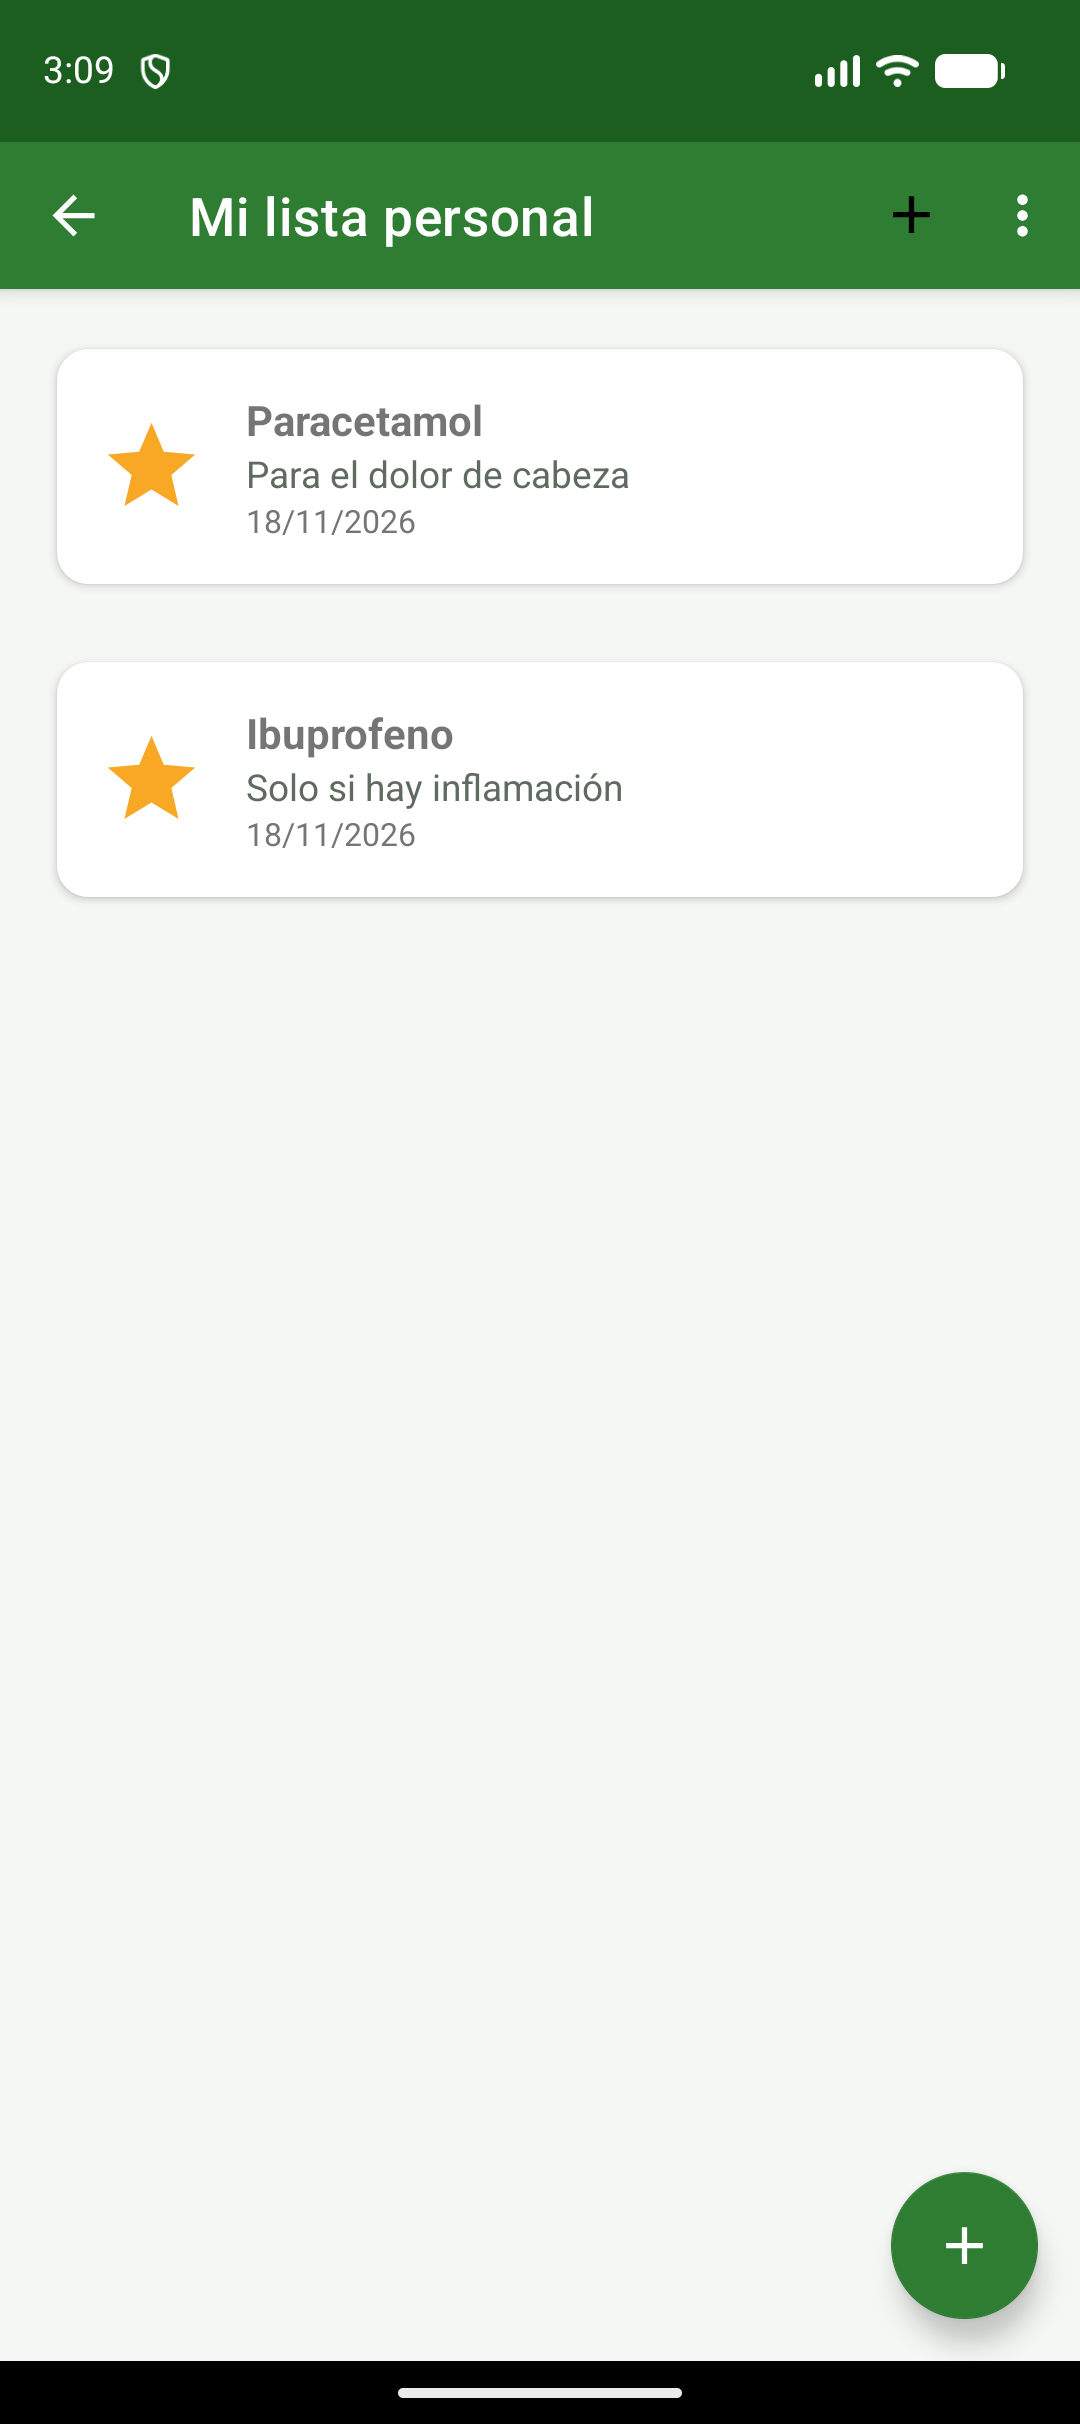 3:09
Mi lista personal
Paracetamol
Para el dolor de cabeza
18/11/2026
Ibuprofeno
Solo si hay inflamación
18/11/2026